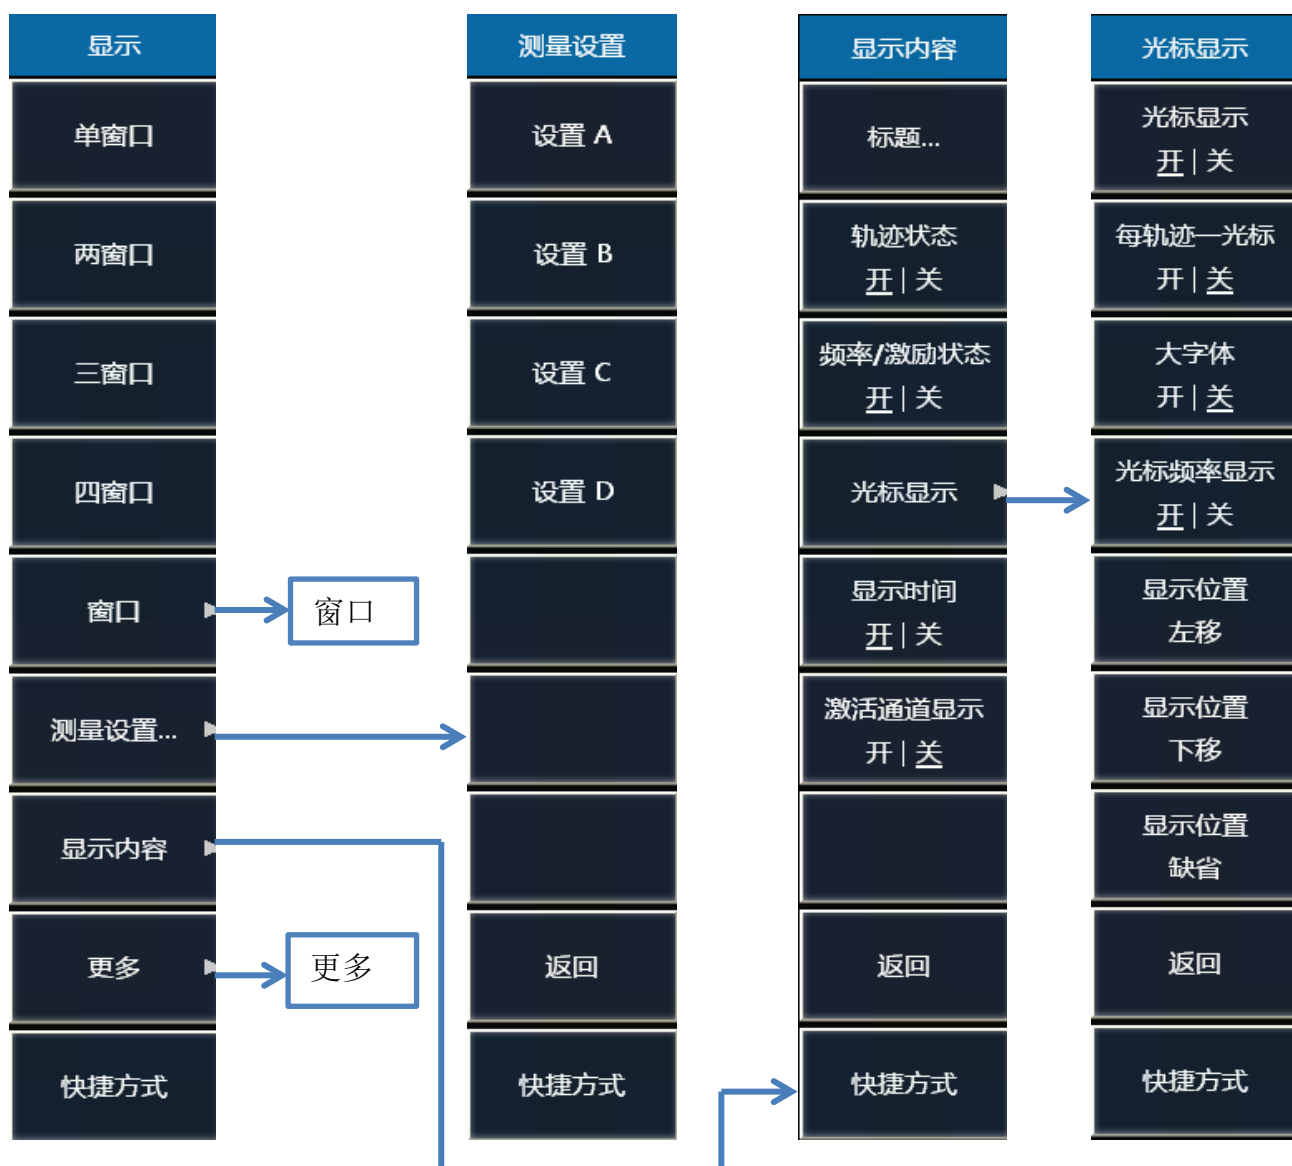 显示
单窗口
两窗口
三窗口
四窗口
窗口
测量设置...
显示内容
更多
快捷方式
窗口
更多
测量设置
设置 A
设置 B
设置 C
设置 D
返回
快捷方式
显示内容
标题...
轨迹状态
开|关
频率/激励状态
开|关
光标显示
显示时间
开|关
激活通道显示
开|关
返回
快捷方式
光标显示
光标显示
开|关
每轨迹一光标
开|关
大字体
开|关
光标频率显示
开|关
显示位置
左移
显示位置
下移
显示位置
缺省
返回
快捷方式